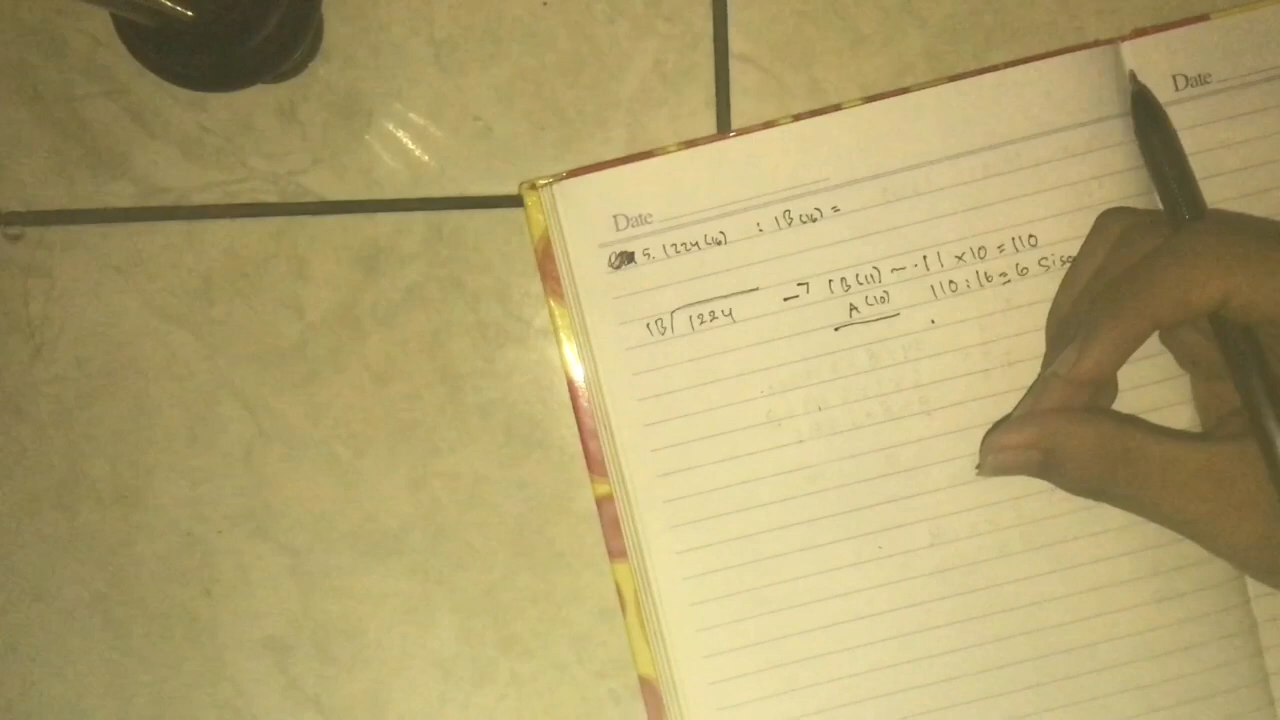 Date
Date
5. 1224(16) : 1B(16) =
1B 1224 → 1B(11) ~ 11 x 10 = 110
A(10) 110 : 16 = 6 Sisa